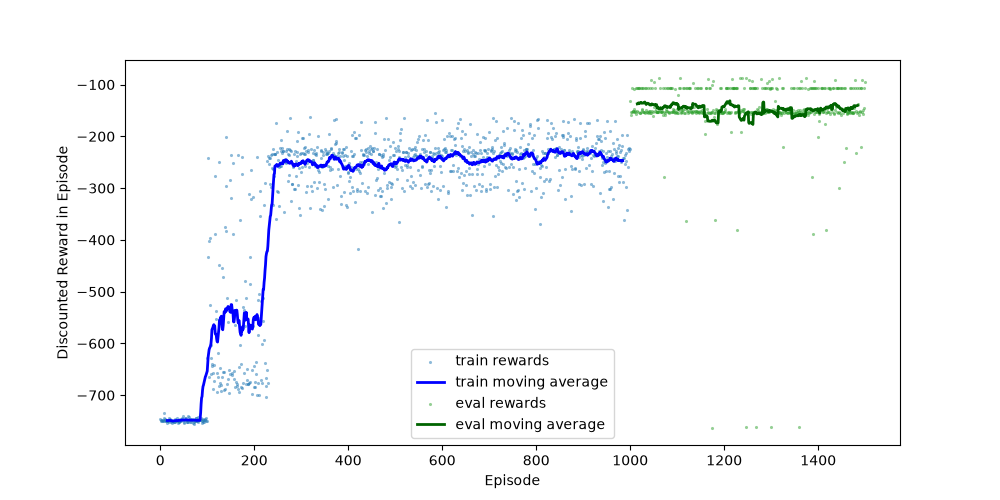 −100
−200
−300
−400
−500
−600
−700
Discounted Reward in Episode
train rewards
train moving average
eval rewards
eval moving average
0 200 400 600 800 1000 1200 1400
Episode